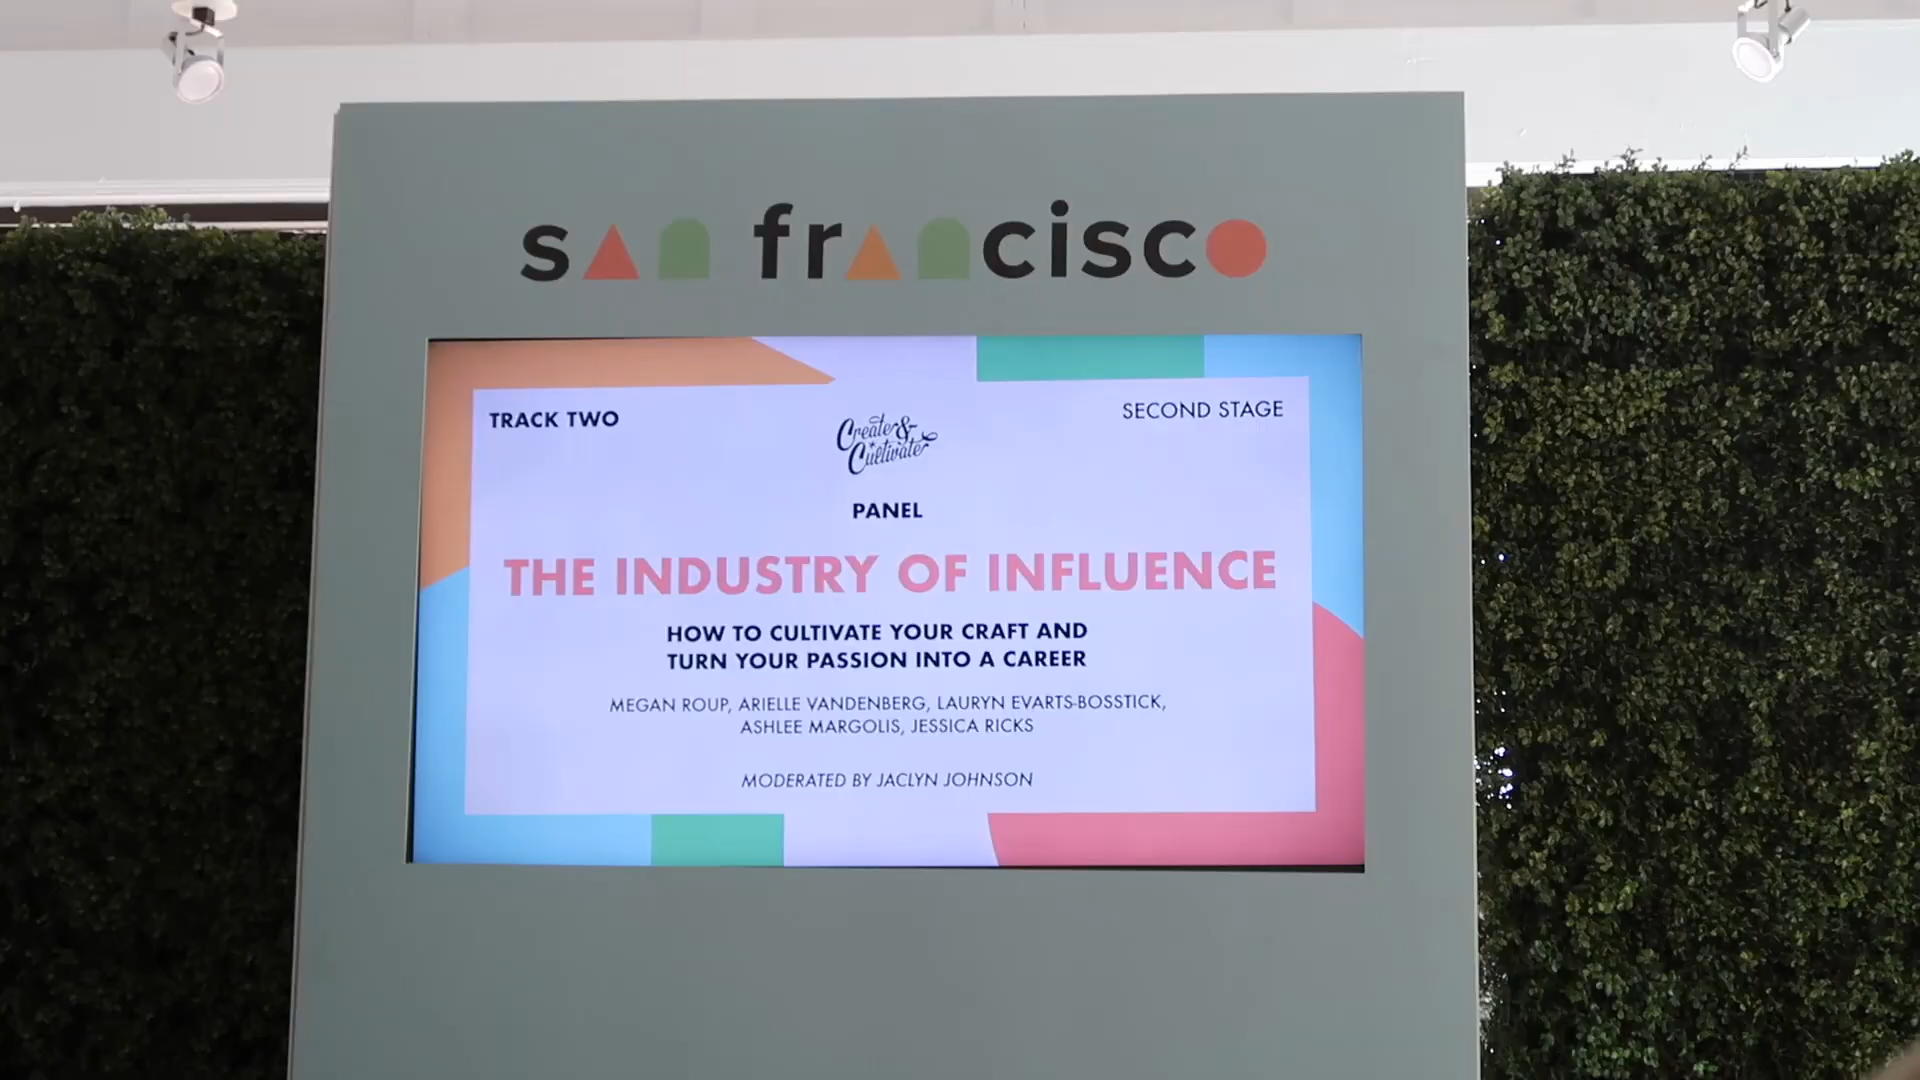 san francisco
TRACK TWO
SECOND STAGE
Create &
Cultivate
PANEL
THE INDUSTRY OF INFLUENCE
HOW TO CULTIVATE YOUR CRAFT AND
TURN YOUR PASSION INTO A CAREER
MEGAN ROUP, ARIELLE VANDENBERG, LAURYN EVARTS-BOSSTICK,
ASHLEE MARGOLIS, JESSICA RICKS
MODERATED BY JACLYN JOHNSON